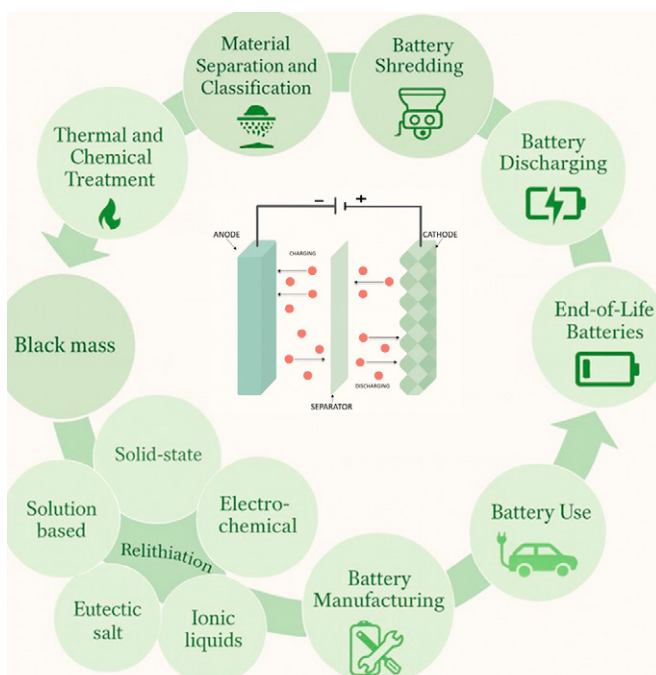 Material
Separation and
Classification
Battery
Shredding
Thermal and
Chemical
Treatment
Battery
Discharging
− +
ANODE
CATHODE
CHARGING
End-of-Life
Batteries
Black mass
DISCHARGING
SEPARATOR
Solid-state
Solution
based
Electro-
chemical
Battery Use
Relithiation
Battery
Manufacturing
Eutectic
salt
Ionic
liquids